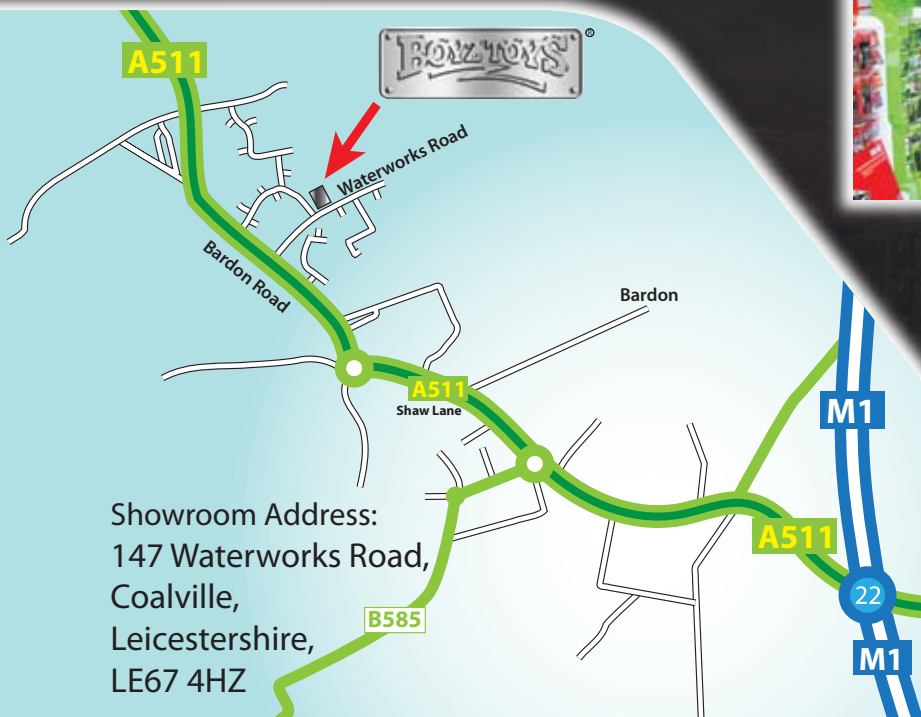 A511
BOYZ TOYS®
Waterworks Road
Bardon Road
Bardon
A511
Shaw Lane
M1
A511
Showroom Address:
147 Waterworks Road,
Coalville,
Leicestershire,
LE67 4HZ
B585
22
M1